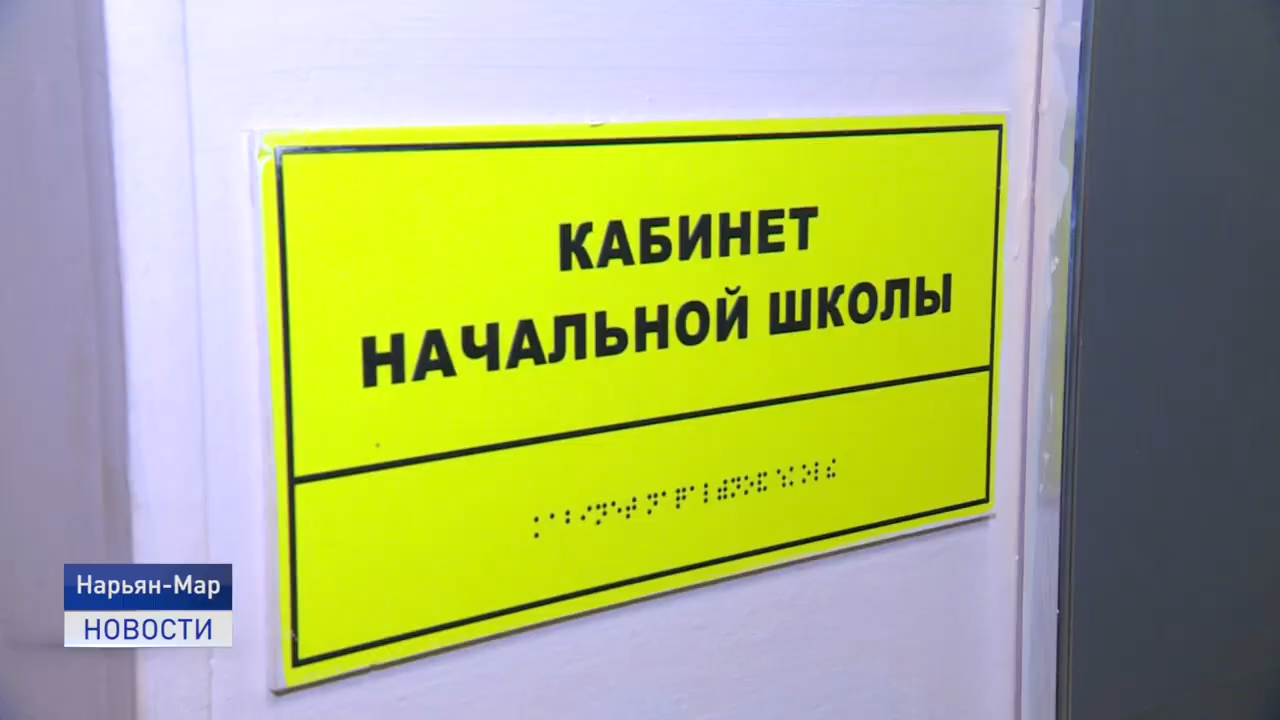 КАБИНЕТ
НАЧАЛЬНОЙ ШКОЛЫ
⠅⠁⠃⠊⠝⠑⠞ ⠝⠁⠟⠁⠇⠾⠝⠕⠯ ⠱⠅⠕⠇⠮
Нарьян-Мар
НОВОСТИ